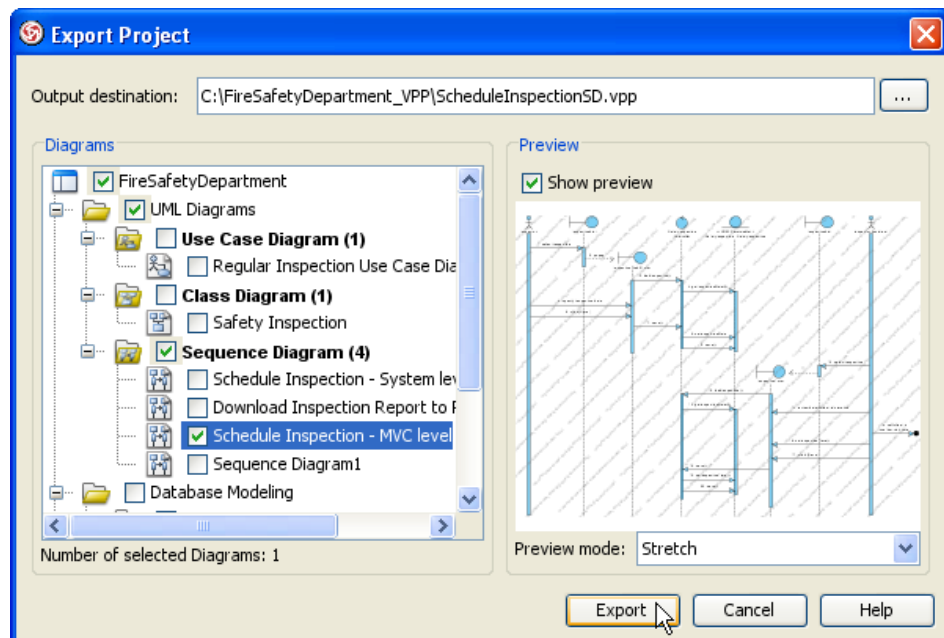 Export Project
Output destination: C:\FireSafetyDepartment_VPP\ScheduleInspectionSD.vpp ...
Diagrams
FireSafetyDepartment
UML Diagrams
Use Case Diagram (1)
Regular Inspection Use Case Dia
Class Diagram (1)
Safety Inspection
Sequence Diagram (4)
Schedule Inspection - System lev
Download Inspection Report to
Schedule Inspection - MVC level
Sequence Diagram1
Database Modeling
Number of selected Diagrams: 1
Preview
Show preview
Preview mode: Stretch
Export Cancel Help